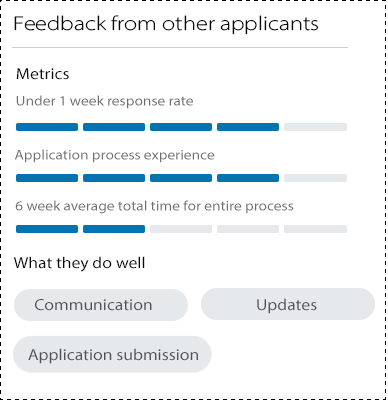 Feedback from other applicants
Metrics
Under 1 week response rate
Application process experience
6 week average total time for entire process
What they do well
Communication
Updates
Application submission